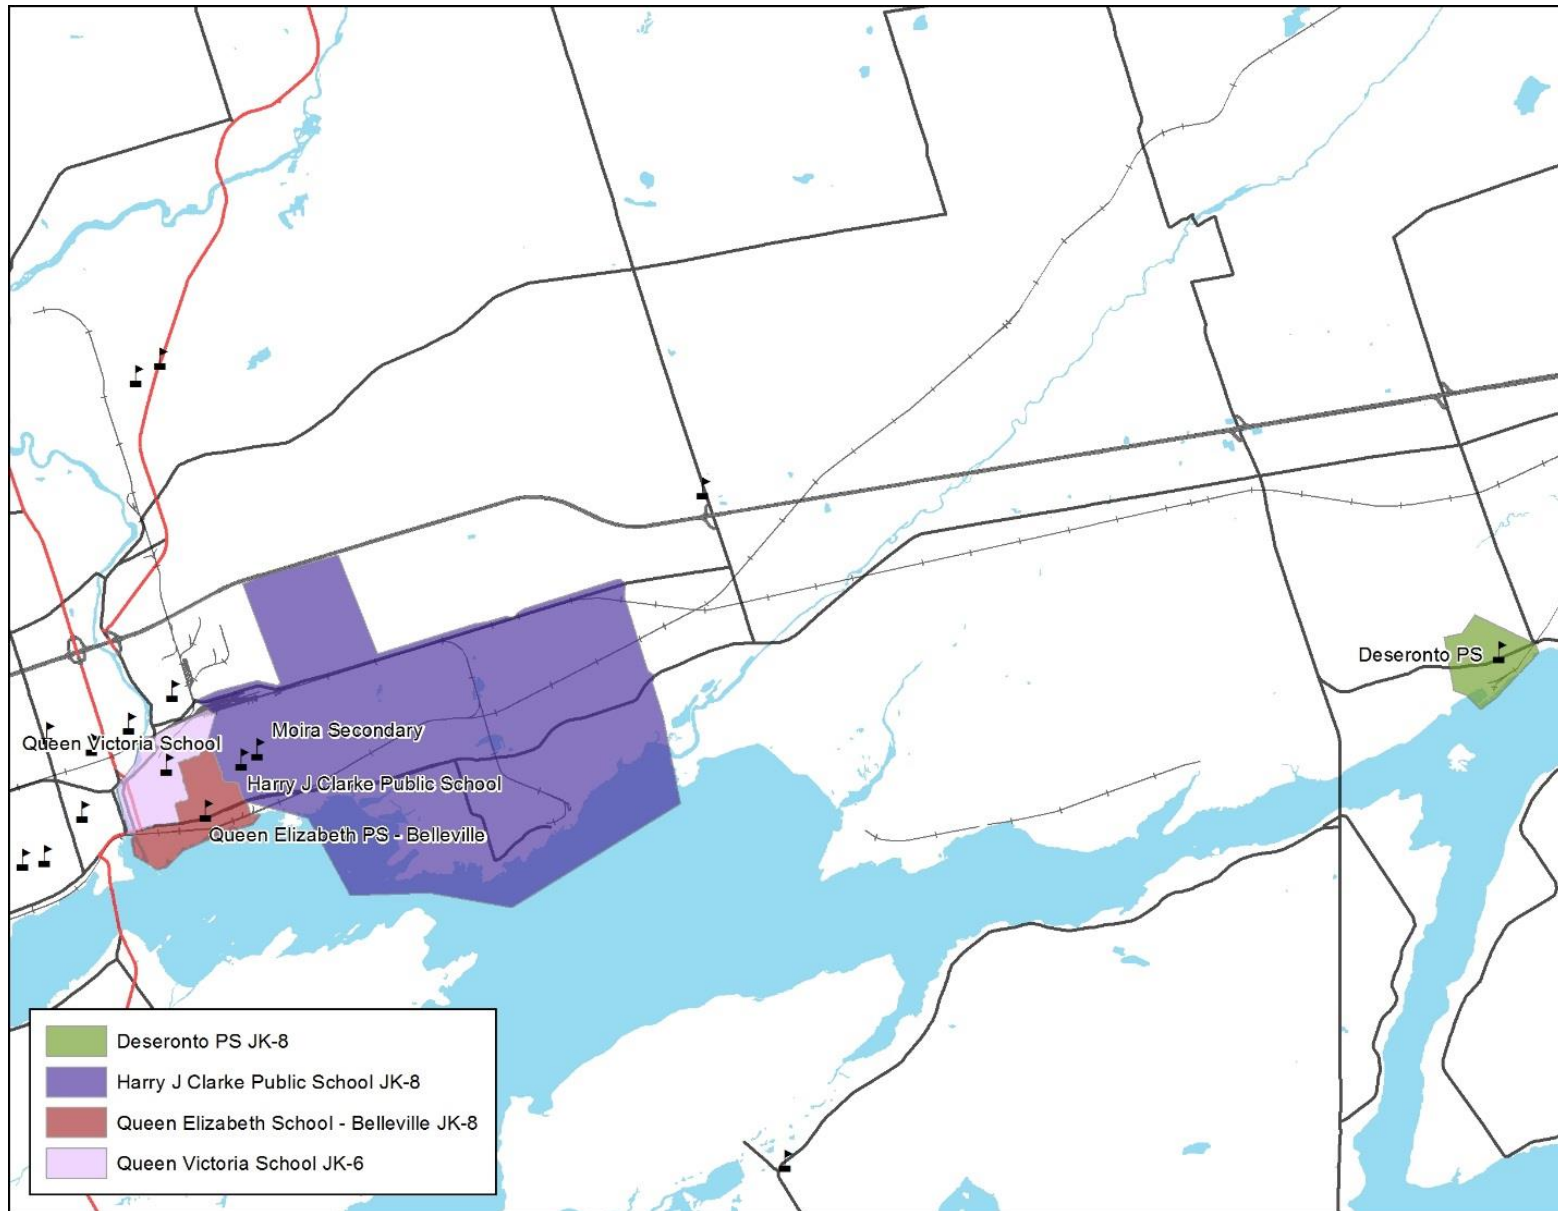 Deseronto PS
Moira Secondary
Queen Victoria School
Harry J Clarke Public School
Queen Elizabeth PS - Belleville
Deseronto PS JK-8
Harry J Clarke Public School JK-8
Queen Elizabeth School - Belleville JK-8
Queen Victoria School JK-6